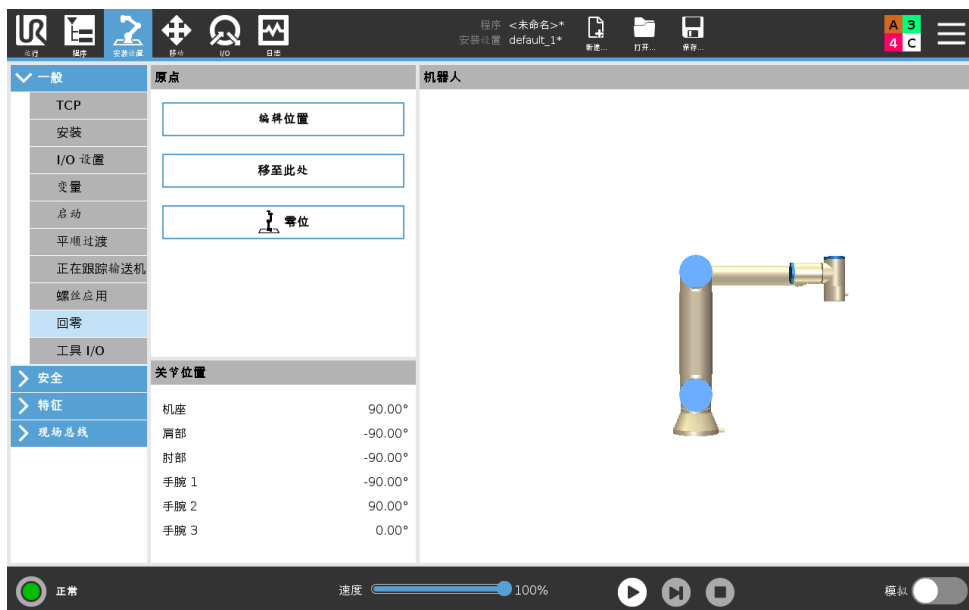 程序 <未命名>*
安装设置 default_1*
运行 程序 安装设置 移动 I/O 日志 新建... 打开... 保存...
A 3
4 C
一般
TCP
安装
I/O 设置
变量
启动
平顺过渡
正在跟踪输送机
螺丝应用
回零
工具 I/O
安全
特征
现场总线
原点
编辑位置
移至此处
零位
关节位置
机座 90.00°
肩部 -90.00°
肘部 -90.00°
手腕 1 -90.00°
手腕 2 90.00°
手腕 3 0.00°
机器人
正常 速度 100% 模拟